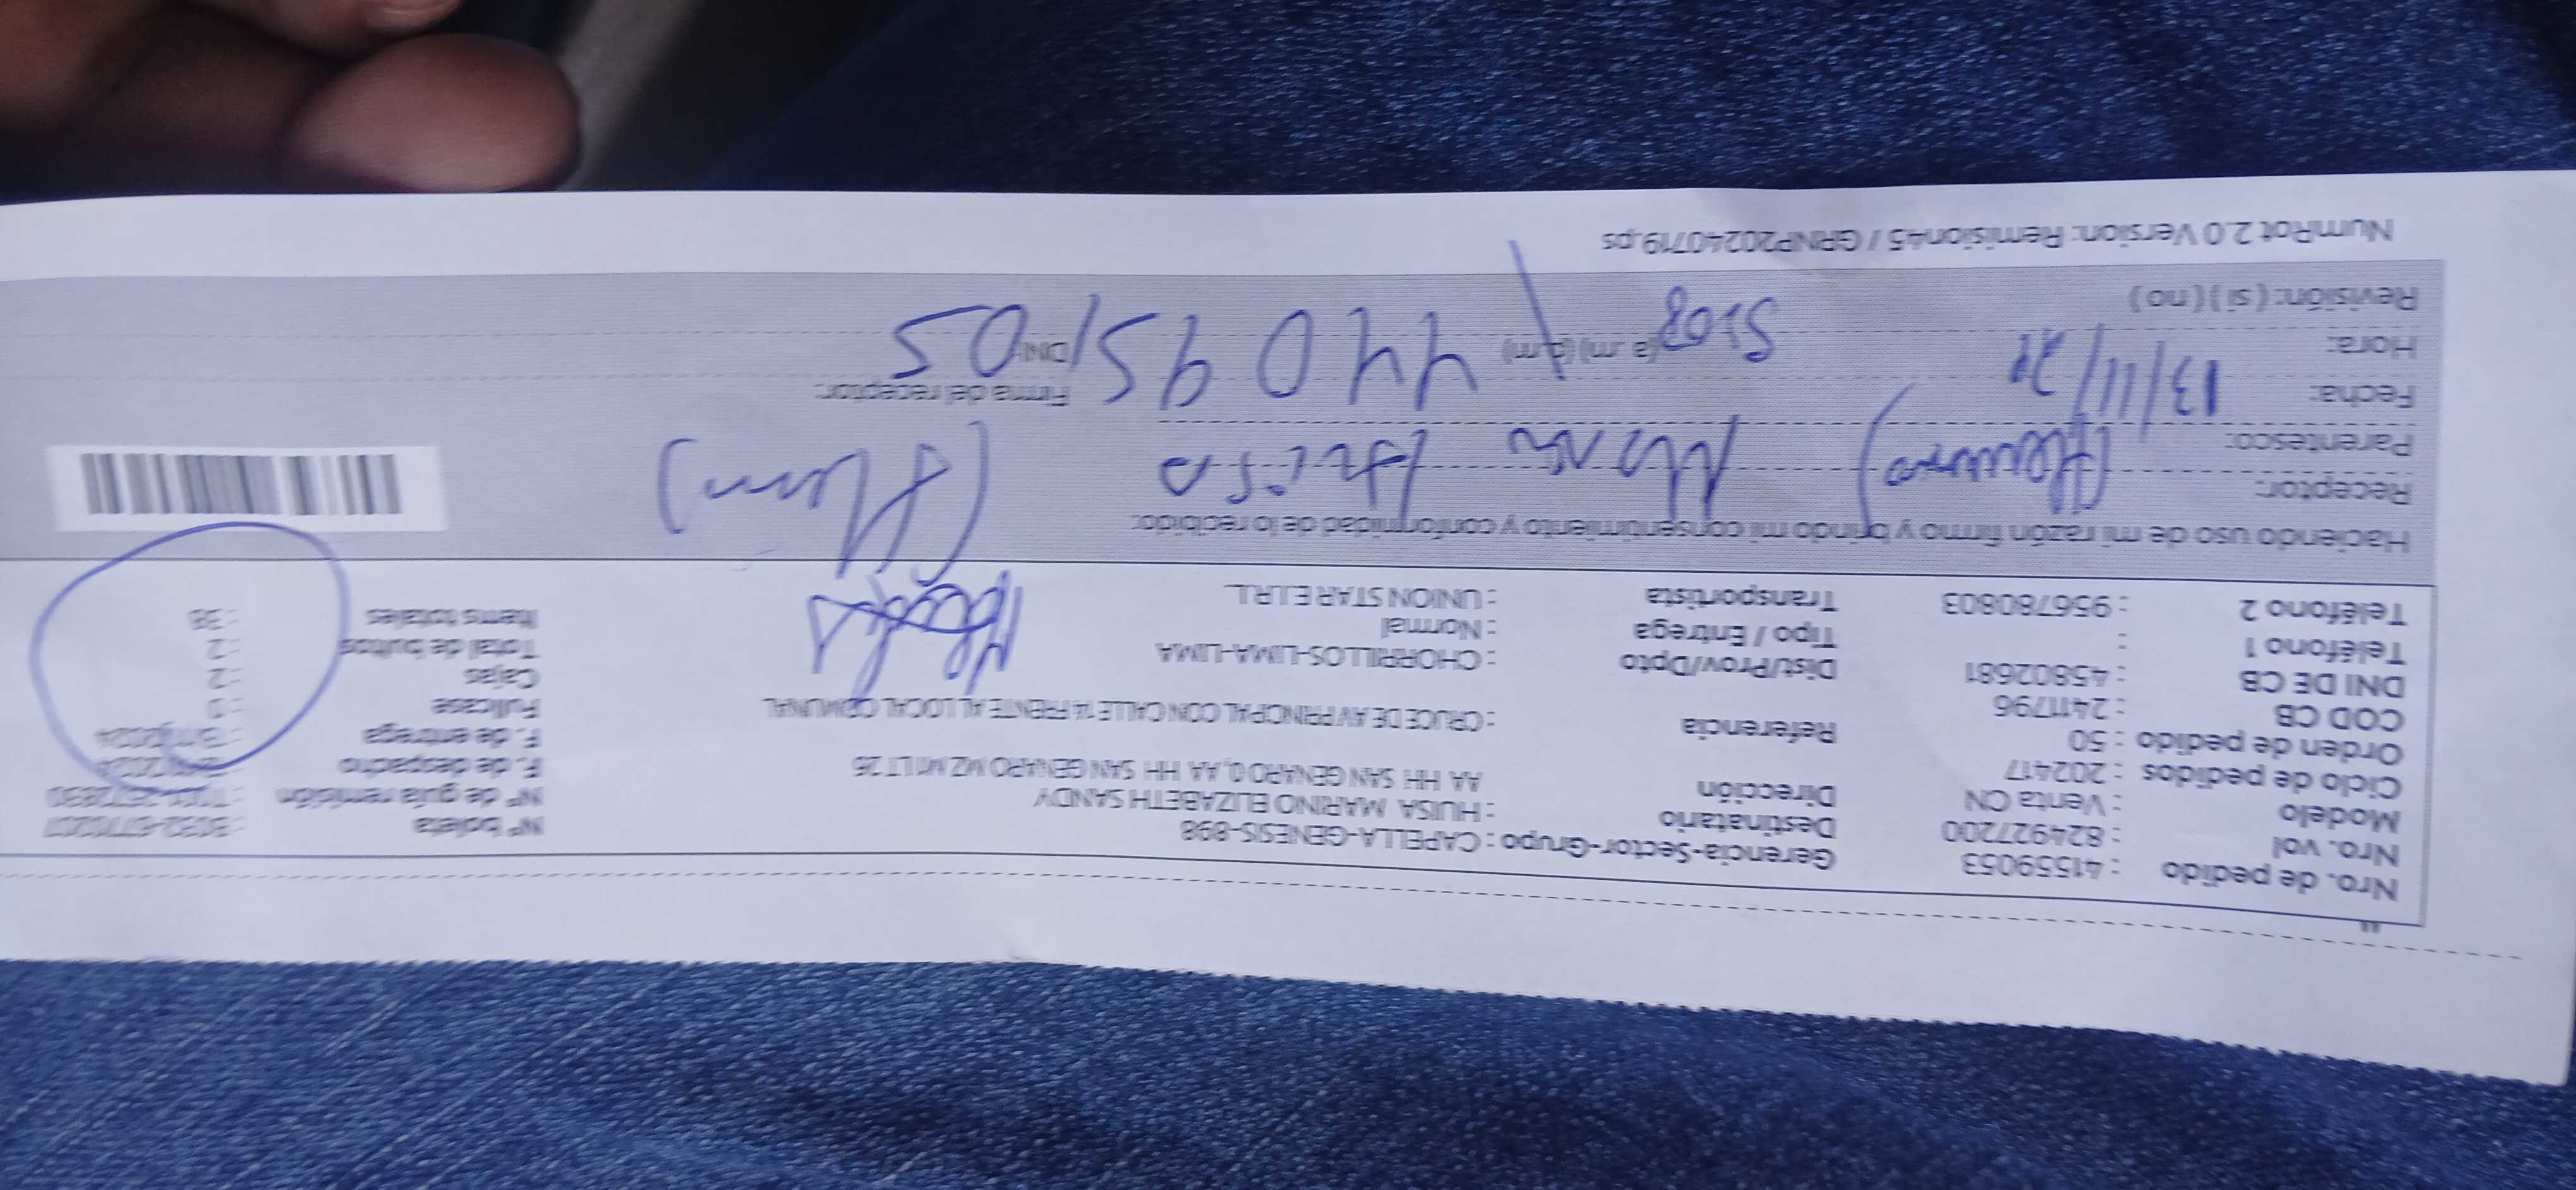 Nro. de pedido : 41559053 Gerencia-Sector-Grupo : CAPELLA-GENESIS-898 Nº boleta
Nro. vol : 824927200 Destinatario : HUISA MARINO ELIZABETH SANDY Nº de guía remisión
Modelo : Venta CN Dirección AA HH SAN GENARO 0, AA HH SAN GENARO MZ M1 LT 26 F. de despacho
Ciclo de pedidos : 202417 F. de entrega : 13/11/2024
Orden de pedido : 50 Referencia : CRUCE DE AV PRINCIPAL CON CALLE 14 FRENTE AL LOCAL COMUNAL Fullcase : 0
COD CB : 2411796 Cajas : 2
DNI DE CB : 45802681 Dist/Prov/Dpto : CHORRILLOS-LIMA-LIMA Total de bultos : 2
Teléfono 1 : Tipo / Entrega : Normal Items totales : 38
Teléfono 2 : 956780803 Transportista : UNION STAR E.I.R.L.
Haciendo uso de mi razón firmo y brindo mi consentimiento y conformidad de lo recibido:
Receptor:
Parentesco:
Fecha: 13/11/24 Firma del receptor:
Hora: 5:08 (a .m) (p.m) DNI: 44095105
Revisión: ( si ) ( no )
NumRot 2.0 Version: Remision45 / GRNP20240719.ps